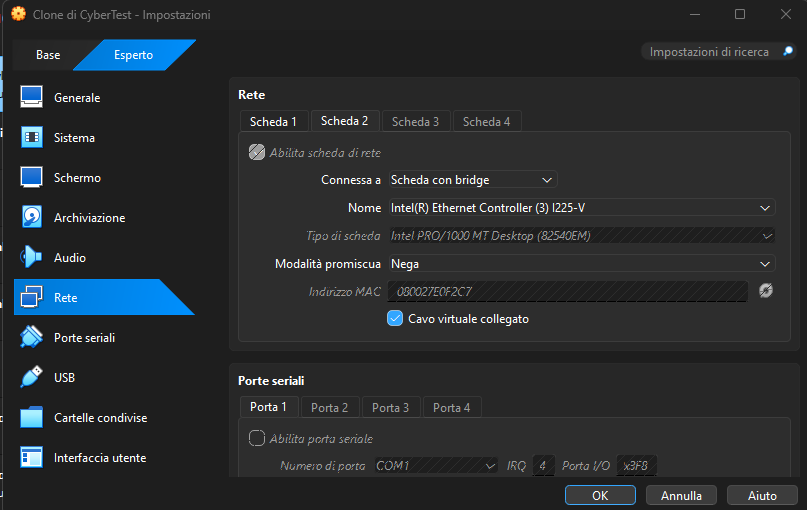 Clone di CyberTest - Impostazioni
Base
Esperto
Impostazioni di ricerca
Generale
Sistema
Schermo
Archiviazione
Audio
Rete
Porte seriali
USB
Cartelle condivise
Interfaccia utente
Rete
Scheda 1
Scheda 2
Scheda 3
Scheda 4
Abilita scheda di rete
Connessa a
Scheda con bridge
Nome
Intel(R) Ethernet Controller (3) I225-V
Tipo di scheda
Intel PRO/1000 MT Desktop (82540EM)
Modalità promiscua
Nega
Indirizzo MAC
080027E0F2C7
Cavo virtuale collegato
Porte seriali
Porta 1
Porta 2
Porta 3
Porta 4
Abilita porta seriale
Numero di porta
COM1
IRQ
4
Porta I/O
x3F8
OK
Annulla
Aiuto